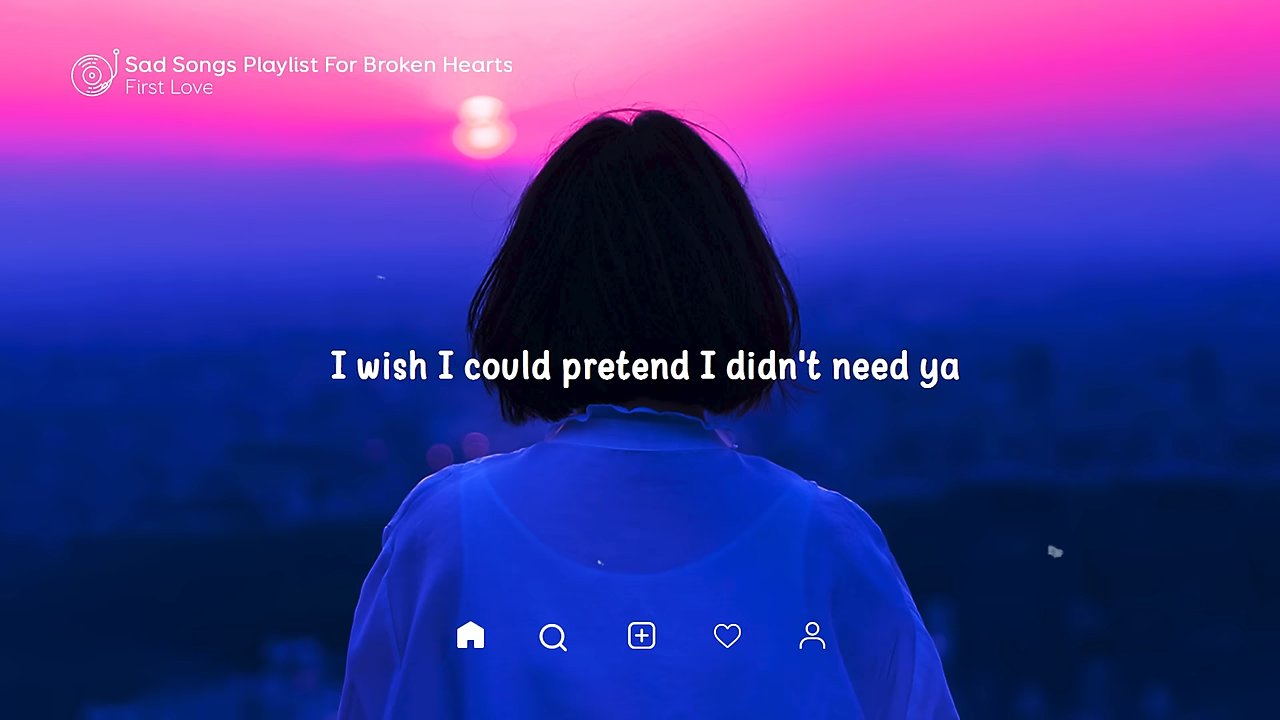 Sad Songs Playlist For Broken Hearts
First Love
I wish I could pretend I didn't need ya